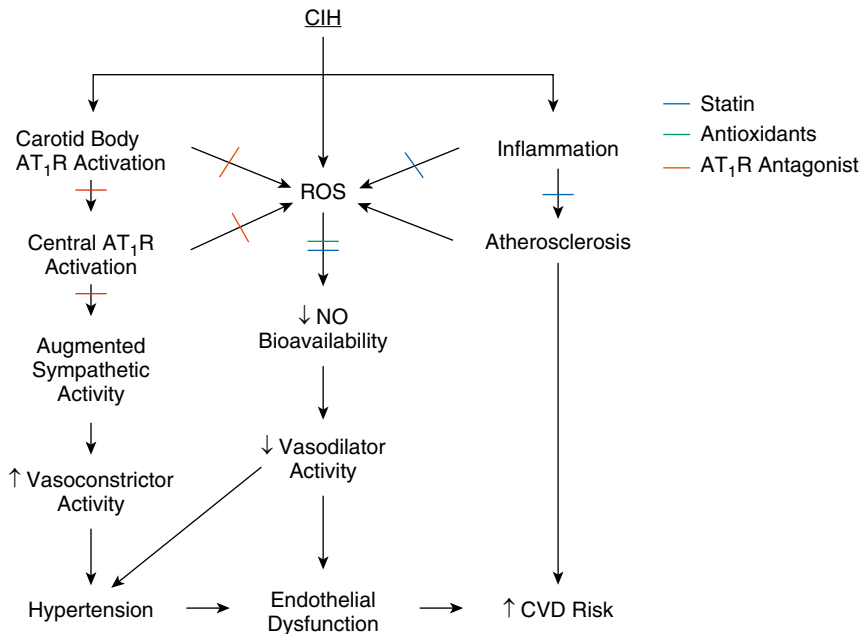 CIH
Carotid Body
AT₁R Activation
Inflammation
Statin
Antioxidants
AT₁R Antagonist
ROS
Central AT₁R
Activation
Atherosclerosis
↓ NO
Bioavailability
Augmented
Sympathetic
Activity
↓ Vasodilator
Activity
↑ Vasoconstrictor
Activity
Hypertension
Endothelial
Dysfunction
↑ CVD Risk